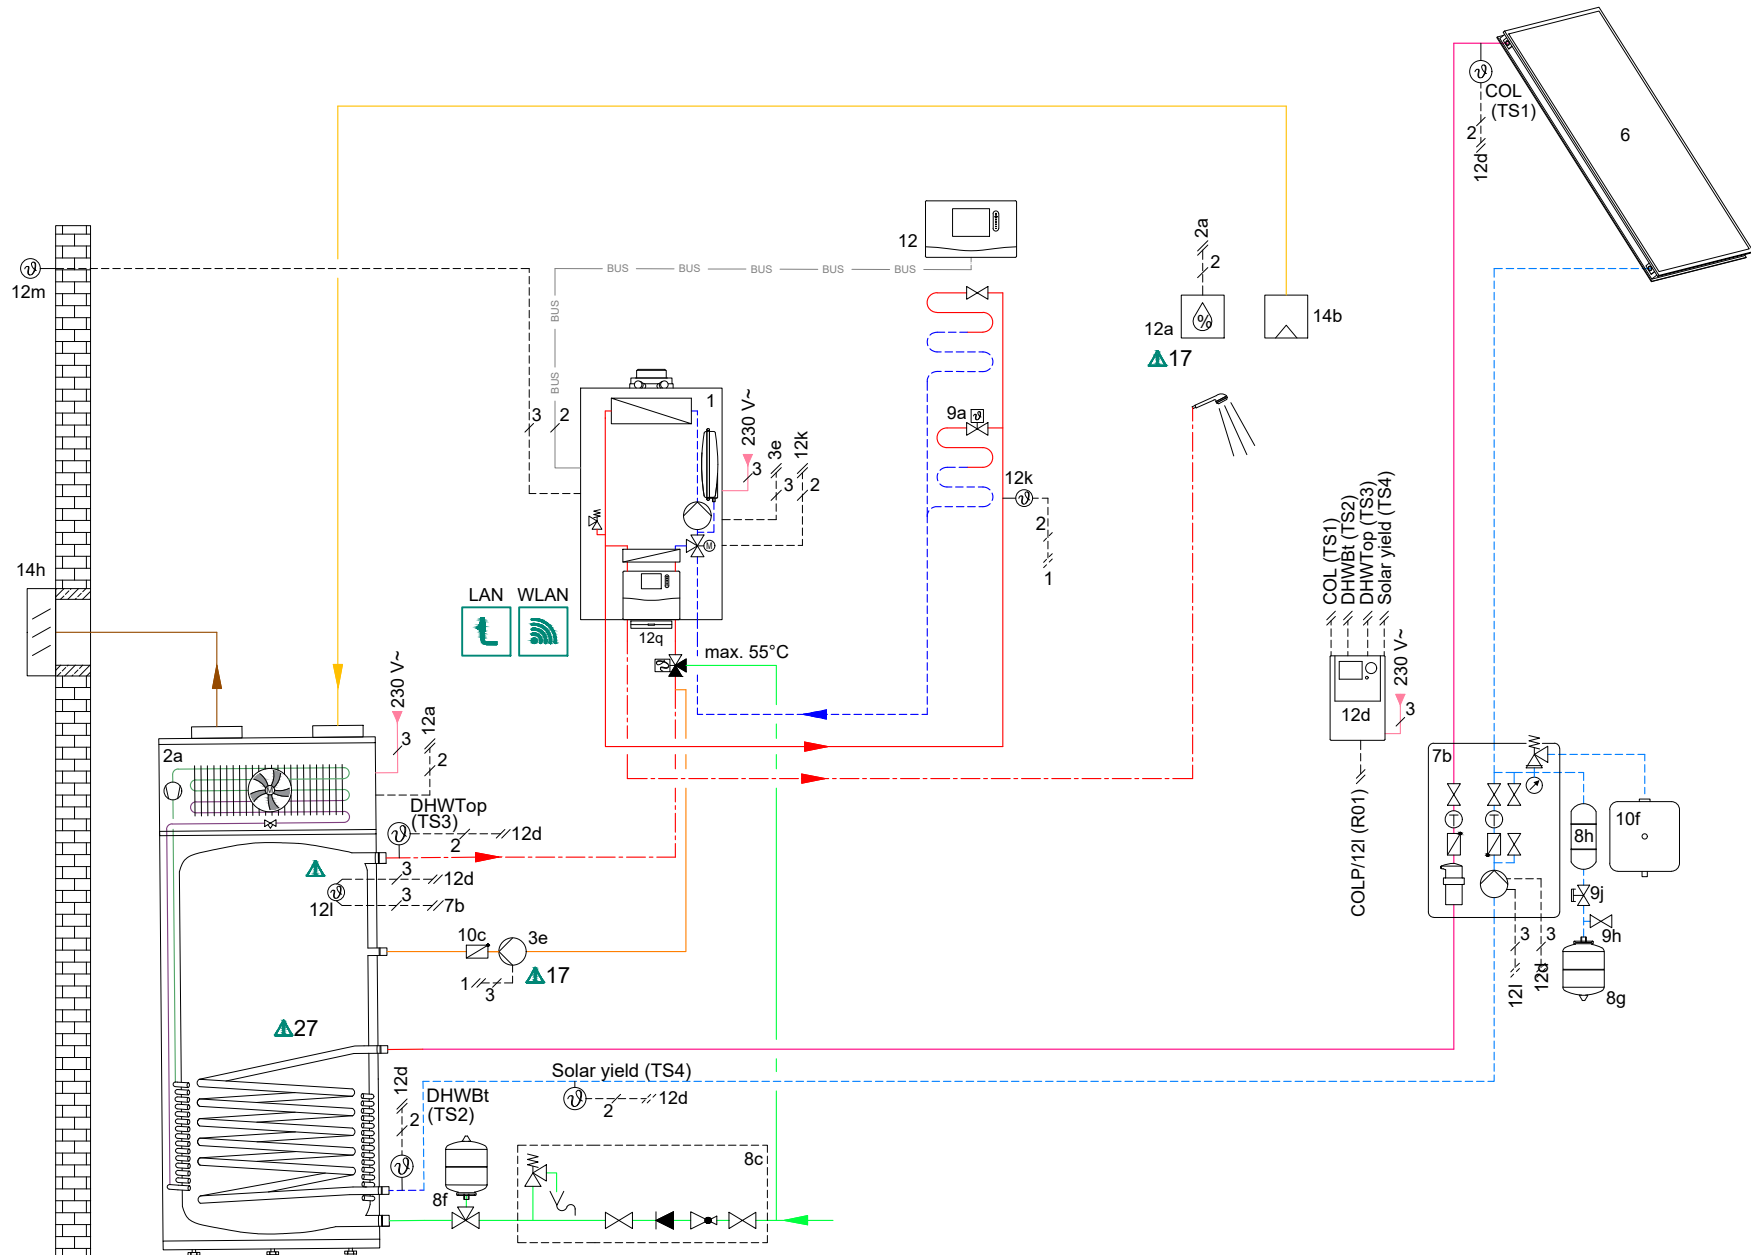 COL
(TS1)
2
12d
6
12
2a
2
12m
BUS
BUS
BUS
BUS
BUS
BUS
BUS
12a
17
14b
3
2
1
230 V~
3
3e
3
12k
2
9a
12k
2
1
M
14h
LAN
WLAN
12q
max. 55°C
COL (TS1)
DHWBt (TS2)
DHWTop (TS3)
Solar yield (TS4)
230 V~
3
12d
COLP/12l (R01)
2a
M
230 V~
3
12a
2
DHWTop
(TS3)
2
12d
3
12d
12l
3
7b
10c
3e
1
3
17
27
7b
T
T
8h
10f
9j
9h
8g
3
3
12l
12d
12d
2
DHWBt
(TS2)
Solar yield (TS4)
2
12d
8f
8c
%